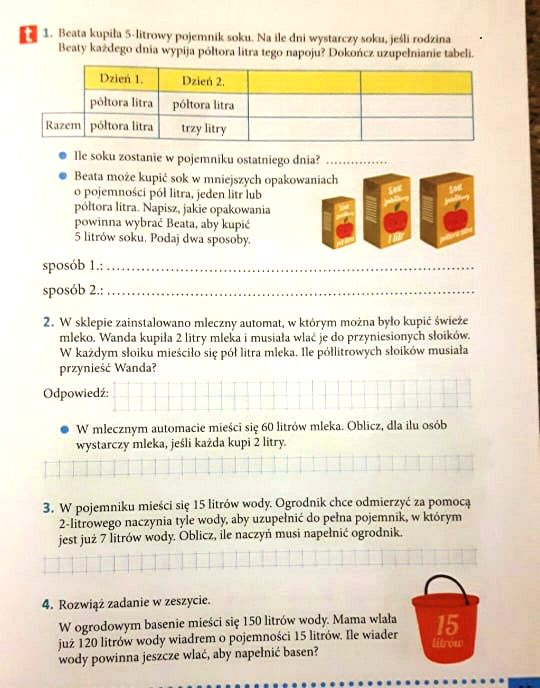 t 1. Beata kupiła 5-litrowy pojemnik soku. Na ile dni wystarczy soku, jeśli rodzina
Beaty każdego dnia wypija półtora litra tego napoju? Dokończ uzupełnianie tabeli.
Dzień 1. Dzień 2.
półtora litra półtora litra
Razem półtora litra trzy litry
Ile soku zostanie w pojemniku ostatniego dnia? ...............
Beata może kupić sok w mniejszych opakowaniach
o pojemności pół litra, jeden litr lub
półtora litra. Napisz, jakie opakowania
powinna wybrać Beata, aby kupić
5 litrów soku. Podaj dwa sposoby.
Sok jabłkowy pół litra
Sok jabłkowy 1 litr
Sok jabłkowy półtora litra
sposób 1.: ........................................................................
sposób 2.: ........................................................................
2. W sklepie zainstalowano mleczny automat, w którym można było kupić świeże
mleko. Wanda kupiła 2 litry mleka i musiała wlać je do przyniesionych słoików.
W każdym słoiku mieściło się pół litra mleka. Ile półlitrowych słoików musiała
przynieść Wanda?
Odpowiedź:
W mlecznym automacie mieści się 60 litrów mleka. Oblicz, dla ilu osób
wystarczy mleka, jeśli każda kupi 2 litry.
3. W pojemniku mieści się 15 litrów wody. Ogrodnik chce odmierzyć za pomocą
2-litrowego naczynia tyle wody, aby uzupełnić do pełna pojemnik, w którym
jest już 7 litrów wody. Oblicz, ile naczyń musi napełnić ogrodnik.
4. Rozwiąż zadanie w zeszycie.
W ogrodowym basenie mieści się 150 litrów wody. Mama wlała
już 120 litrów wody wiadrem o pojemności 15 litrów. Ile wiader
wody powinna jeszcze wlać, aby napełnić basen?
15
litrów